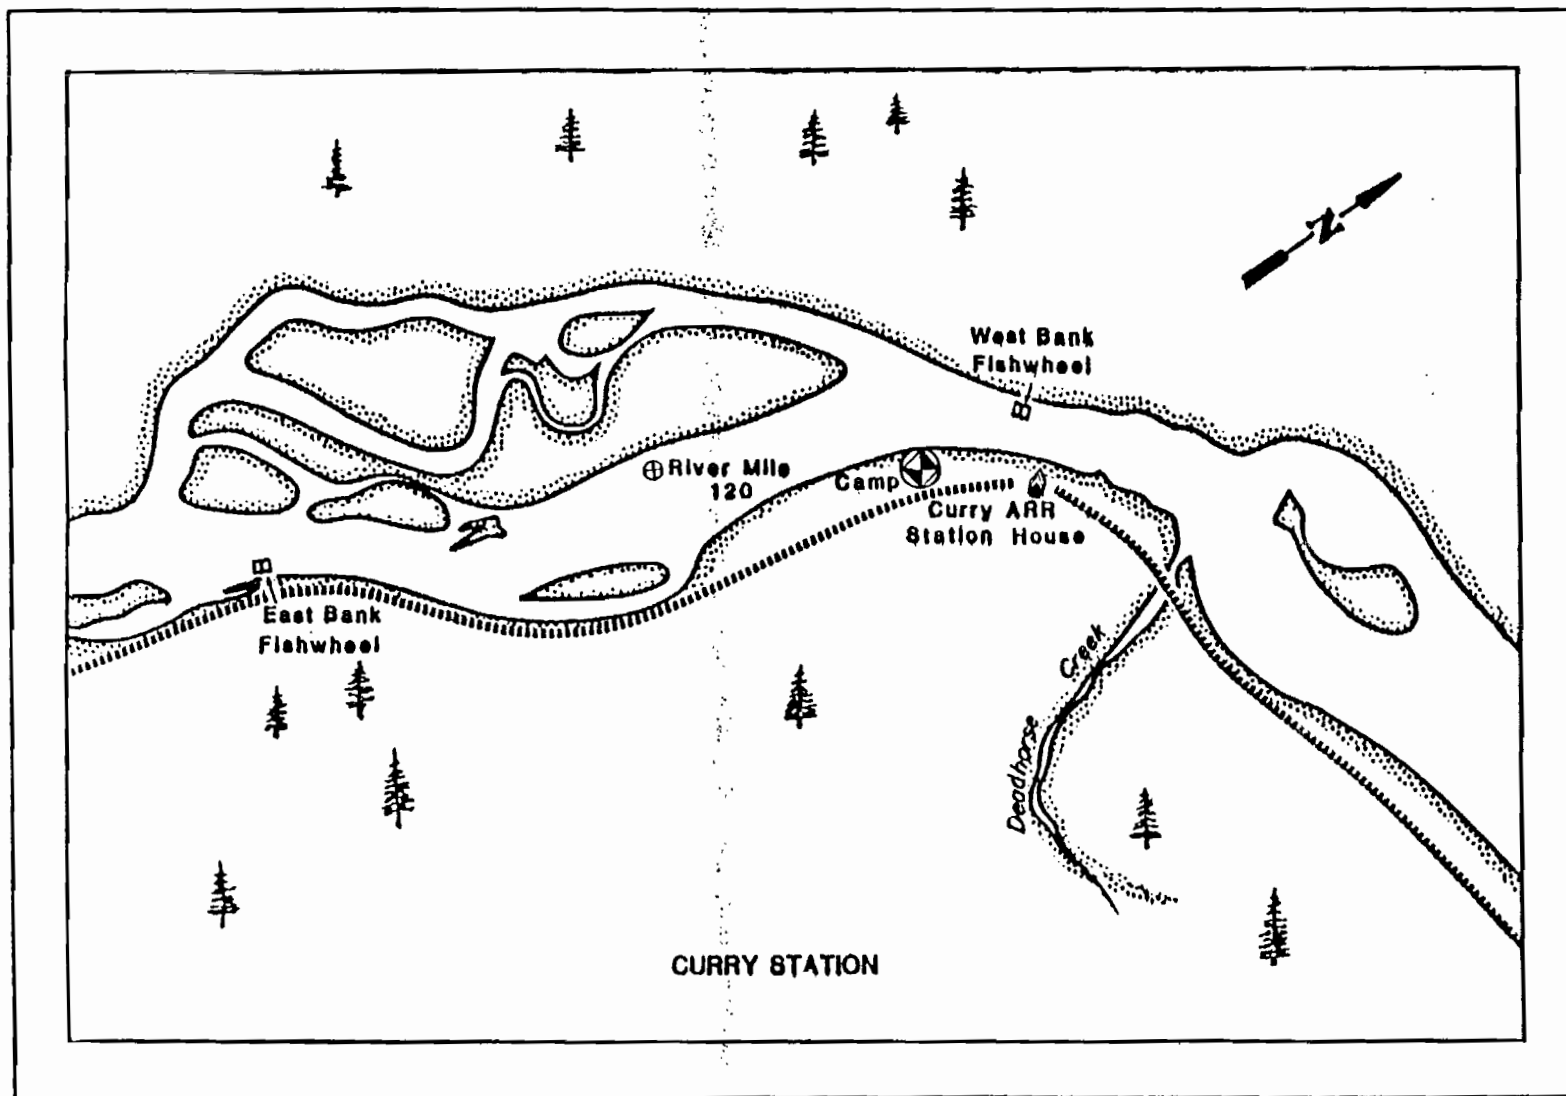 N
West Bank
Fishwheel
River Mile
120
Camp
Curry ARR
Station House
East Bank
Fishwheel
Deadhorse Creek
CURRY STATION